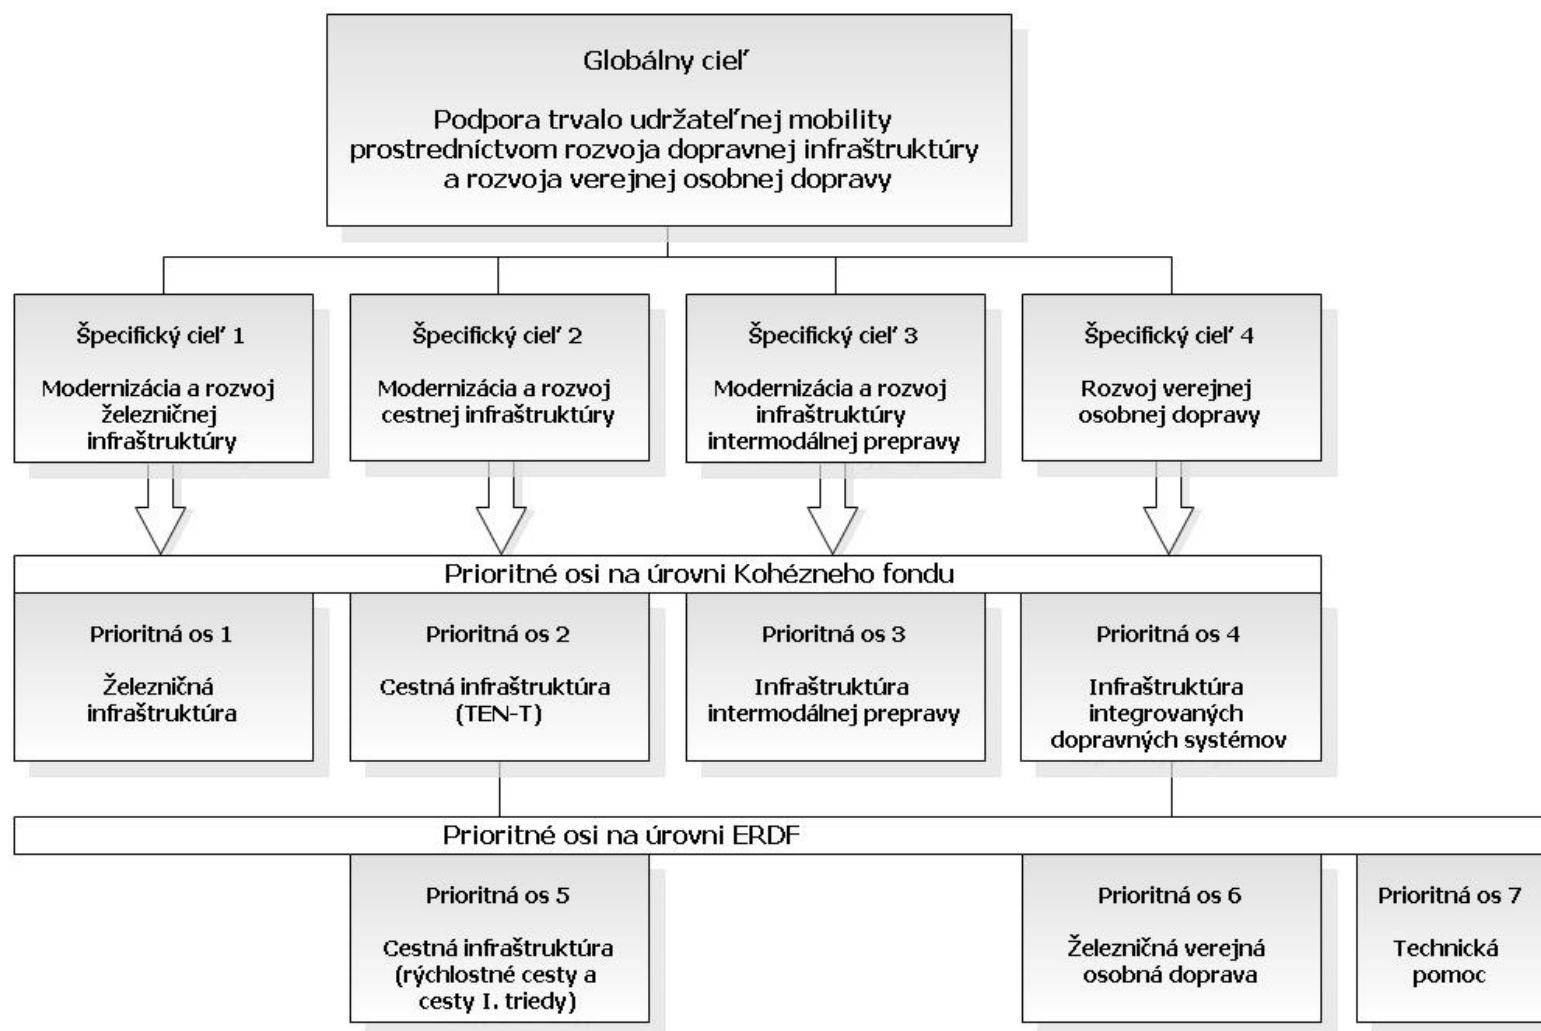 Globálny cieľ
Podpora trvalo udržateľnej mobility
prostredníctvom rozvoja dopravnej infraštruktúry
a rozvoja verejnej osobnej dopravy
Špecifický cieľ 1
Modernizácia a rozvoj
železničnej
infraštruktúry
Špecifický cieľ 2
Modernizácia a rozvoj
cestnej infraštruktúry
Špecifický cieľ 3
Modernizácia a rozvoj
infraštruktúry
intermodálnej prepravy
Špecifický cieľ 4
Rozvoj verejnej
osobnej dopravy
Prioritné osi na úrovni Kohézneho fondu
Prioritná os 1
Železničná
infraštruktúra
Prioritná os 2
Cestná infraštruktúra
(TEN-T)
Prioritná os 3
Infraštruktúra
intermodálnej prepravy
Prioritná os 4
Infraštruktúra
integrovaných
dopravných systémov
Prioritné osi na úrovni ERDF
Prioritná os 5
Cestná infraštruktúra
(rýchlostné cesty a
cesty I. triedy)
Prioritná os 6
Železničná verejná
osobná doprava
Prioritná os 7
Technická
pomoc